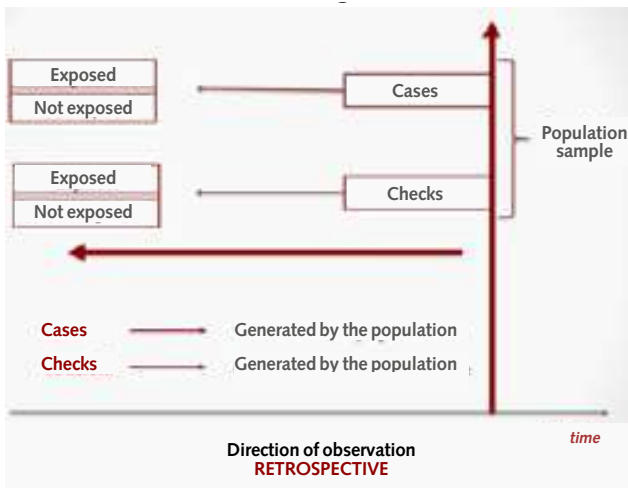 Exposed
Not exposed
Cases
Population
sample
Exposed
Not exposed
Checks
Cases Generated by the population
Checks Generated by the population
time
Direction of observation
RETROSPECTIVE